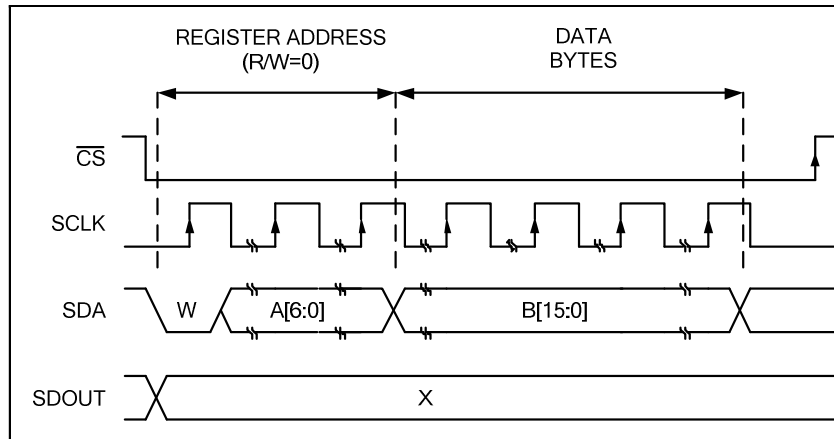 REGISTER ADDRESS
(R/W=0)
DATA
BYTES
CS
SCLK
SDA
W
A[6:0]
B[15:0]
SDOUT
X